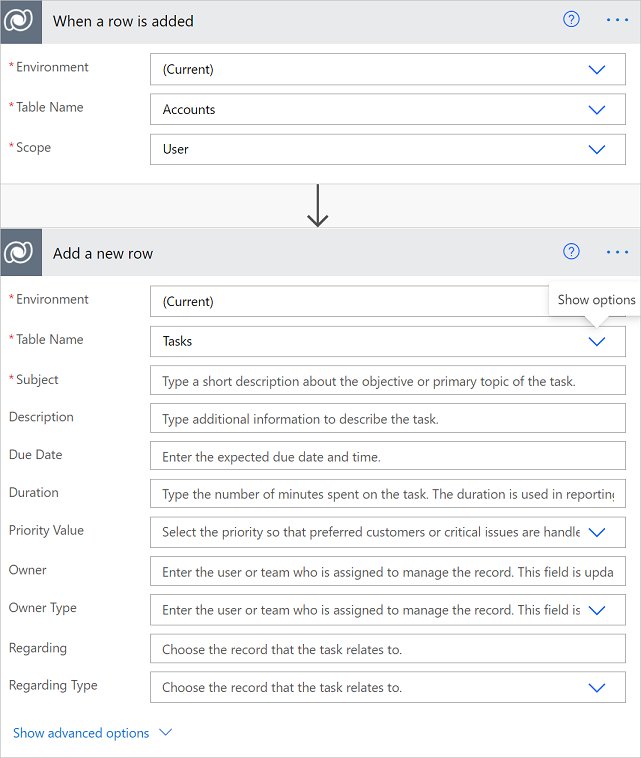 When a row is added
* Environment (Current)
* Table Name Accounts
* Scope User
Add a new row
* Environment (Current)
Show options
* Table Name Tasks
* Subject Type a short description about the objective or primary topic of the task.
Description Type additional information to describe the task.
Due Date Enter the expected due date and time.
Duration Type the number of minutes spent on the task. The duration is used in reporting
Priority Value Select the priority so that preferred customers or critical issues are handle
Owner Enter the user or team who is assigned to manage the record. This field is upda
Owner Type Enter the user or team who is assigned to manage the record. This field is
Regarding Choose the record that the task relates to.
Regarding Type Choose the record that the task relates to.
Show advanced options